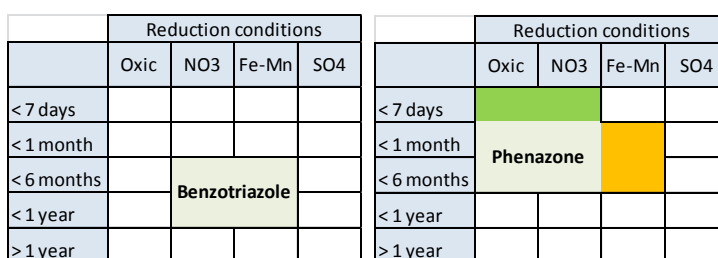 Reduction conditions
Oxic NO3 Fe-Mn SO4
< 7 days
< 1 month
< 6 months
Benzotriazole
< 1 year
> 1 year
Reduction conditions
Oxic NO3 Fe-Mn SO4
< 7 days
< 1 month
Phenazone
< 6 months
< 1 year
> 1 year